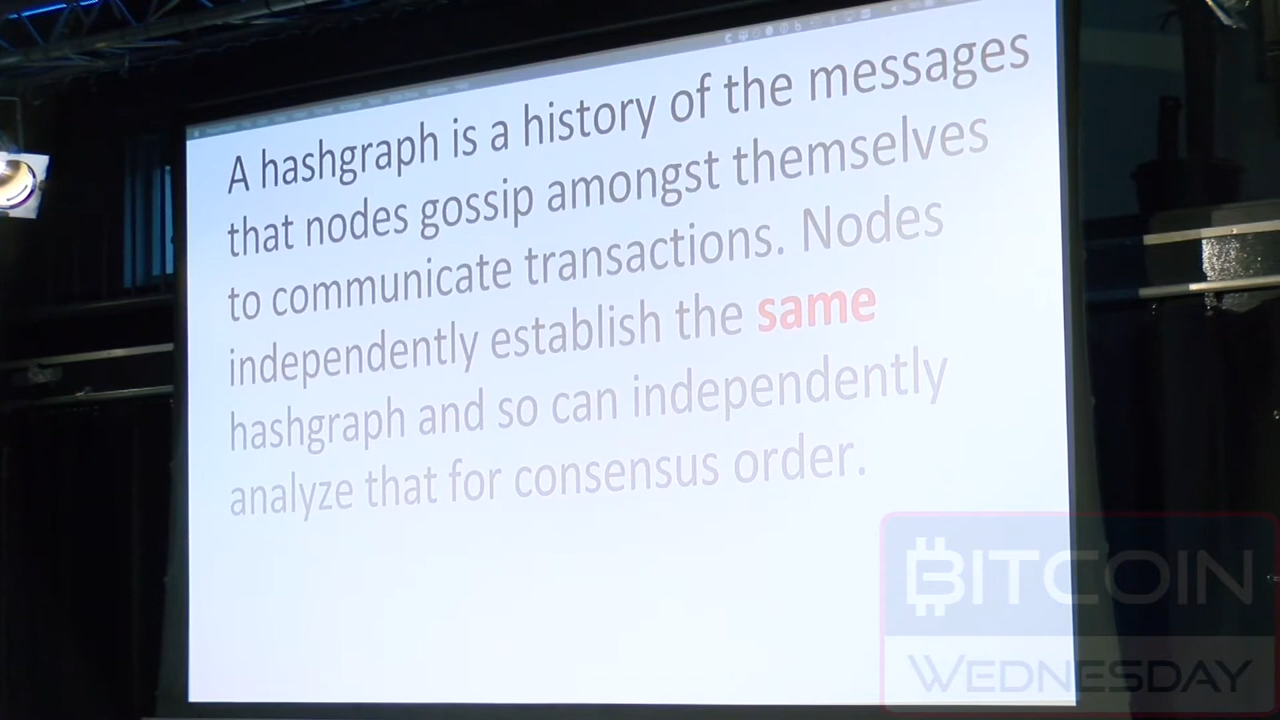 A hashgraph is a history of the messages
that nodes gossip amongst themselves
to communicate transactions. Nodes
independently establish the same
hashgraph and so can independently
analyze that for consensus order.
BITCOIN
WEDNESDAY